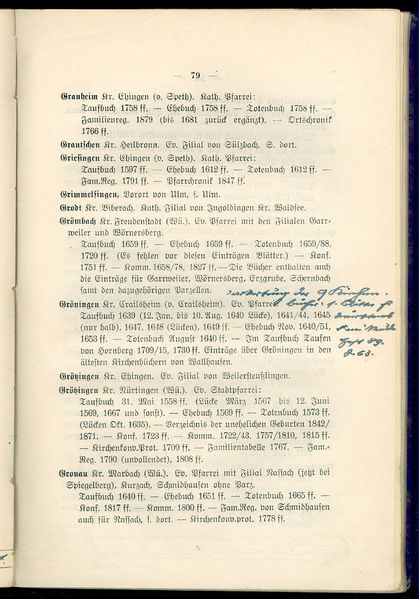 — 79 —
Granheim Kr. Ehingen (v. Speth). Kath. Pfarrei:
Taufbuch 1758 ff. — Ehebuch 1758 ff. — Totenbuch 1758 ff. —
Familienreg. 1879 (bis 1681 zurück ergänzt). — Ortschronik
1766 ff.
Grantschen Kr. Heilbronn. Ev. Filial von Sülzbach, s. dort.
Griesingen Kr. Ehingen (v. Speth). Kath. Pfarrei:
Taufbuch 1597 ff. — Ehebuch 1612 ff. — Totenbuch 1612 ff. —
Fam.Reg. 1791 ff. — Pfarrchronik 1847 ff.
Grimmelfingen, Vorort von Ulm, s. Ulm.
Grodt Kr. Biberach. Kath. Filial von Ingoldingen Kr. Waldsee.
Grömbach Kr. Freudenstadt (Wü.). Ev. Pfarrei mit den Filialen Garr-
weiler und Wörnersberg.
Taufbuch 1659 ff. — Ehebuch 1659 ff. — Totenbuch 1659/88,
1720 ff. (Es fehlen vor diesen Einträgen Blätter.) — Konf.
1751 ff. — Komm. 1658/78, 1827 ff. — Die Bücher enthalten auch
die Einträge für Garrweiler, Wörnersberg, Erzgrube, Schernbach
samt den dazugehörigen Parzellen.
Gröningen Kr. Crailsheim (v. Crailsheim). Ev. Pfarrei:
Taufbuch 1639 (Jan. 12. bis 10. Aug. 1640 Lücke), 1641/44, 1645
(nur halb), 1647, 1648 (Lücken), 1649 ff. — Ehebuch Nov. 1640/51,
1653 ff. — Totenbuch August 1640 ff. — Im Taufbuch Taufen
von Hornberg 1709/15, 1730 ff. Einträge über Gröningen in den
ältesten Kirchenbüchern von Wallhausen.
Grötzingen Kr. Ehingen. Ev. Filial von Weilersteußlingen.
Grötzingen Kr. Nürtingen (Wü.). Ev. Stadtpfarrei:
Taufbuch 31. Mai 1558 ff. (Lücke März 1567 bis 12. Juni
1569, 1667 und sonst). — Ehebuch 1569 ff. — Totenbuch 1573 ff.
(Lücken Okt. 1635). — Verzeichnis der unehelichen Geburten 1842/
1871. — Konf. 1723 ff. — Komm. 1722/43, 1757/1810, 1815 ff.
— Kirchenkonv.prot. 1700 ff. — Familientabelle 1767. — Fam.-
Reg. 1790 (unvollendet), 1808 ff.
Gronau Kr. Marbach (Wü.). Ev. Pfarrei mit Filial Nassach (jetzt bei
Spiegelberg), Kurzach, Schmidhausen ohne Parz.
Taufbuch 1640 ff. — Ehebuch 1651 ff. — Totenbuch 1665 ff. —
Konf. 1817 ff. — Komm. 1800 ff. — Fam.Reg. von Schmidhausen
auch für Nassach, s. dort. — Kirchenkonv.prot. 1778 ff.